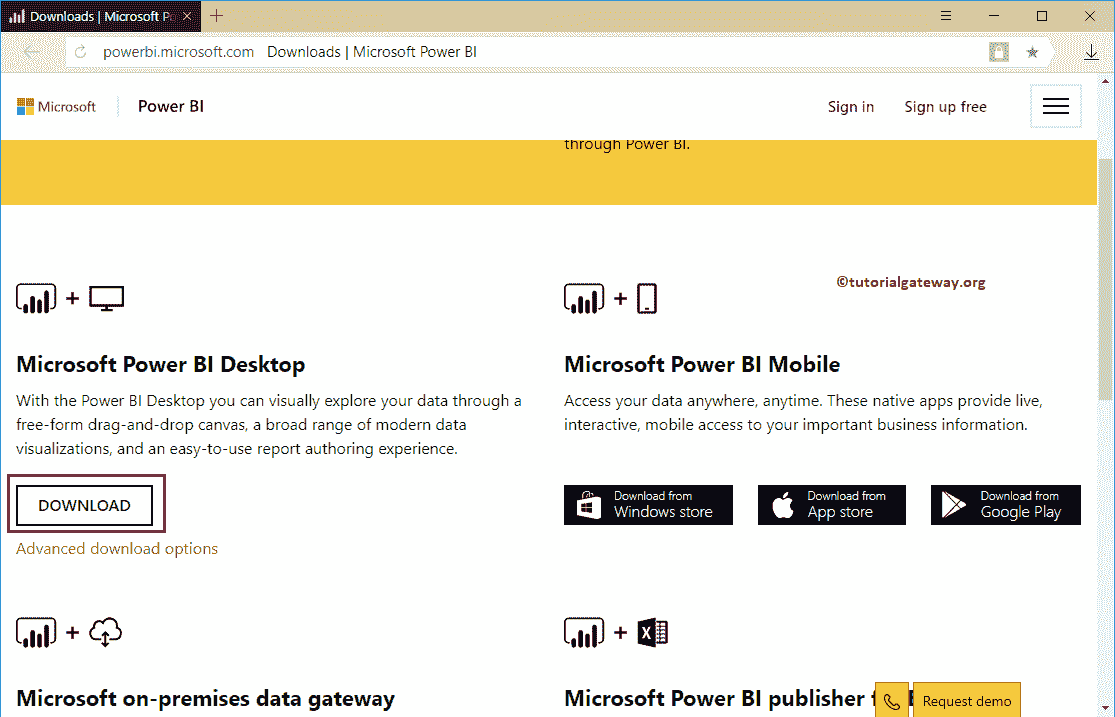 Downloads | Microsoft Po
powerbi.microsoft.com Downloads | Microsoft Power BI
Microsoft Power BI Sign in Sign up free
through Power BI.
©tutorialgateway.org
Microsoft Power BI Desktop
With the Power BI Desktop you can visually explore your data through a
free-form drag-and-drop canvas, a broad range of modern data
visualizations, and an easy-to-use report authoring experience.
DOWNLOAD
Advanced download options
Microsoft Power BI Mobile
Access your data anywhere, anytime. These native apps provide live,
interactive, mobile access to your important business information.
Download from
Windows store
Download from
App store
Download from
Google Play
Microsoft on-premises data gateway
Microsoft Power BI publisher f
Request demo